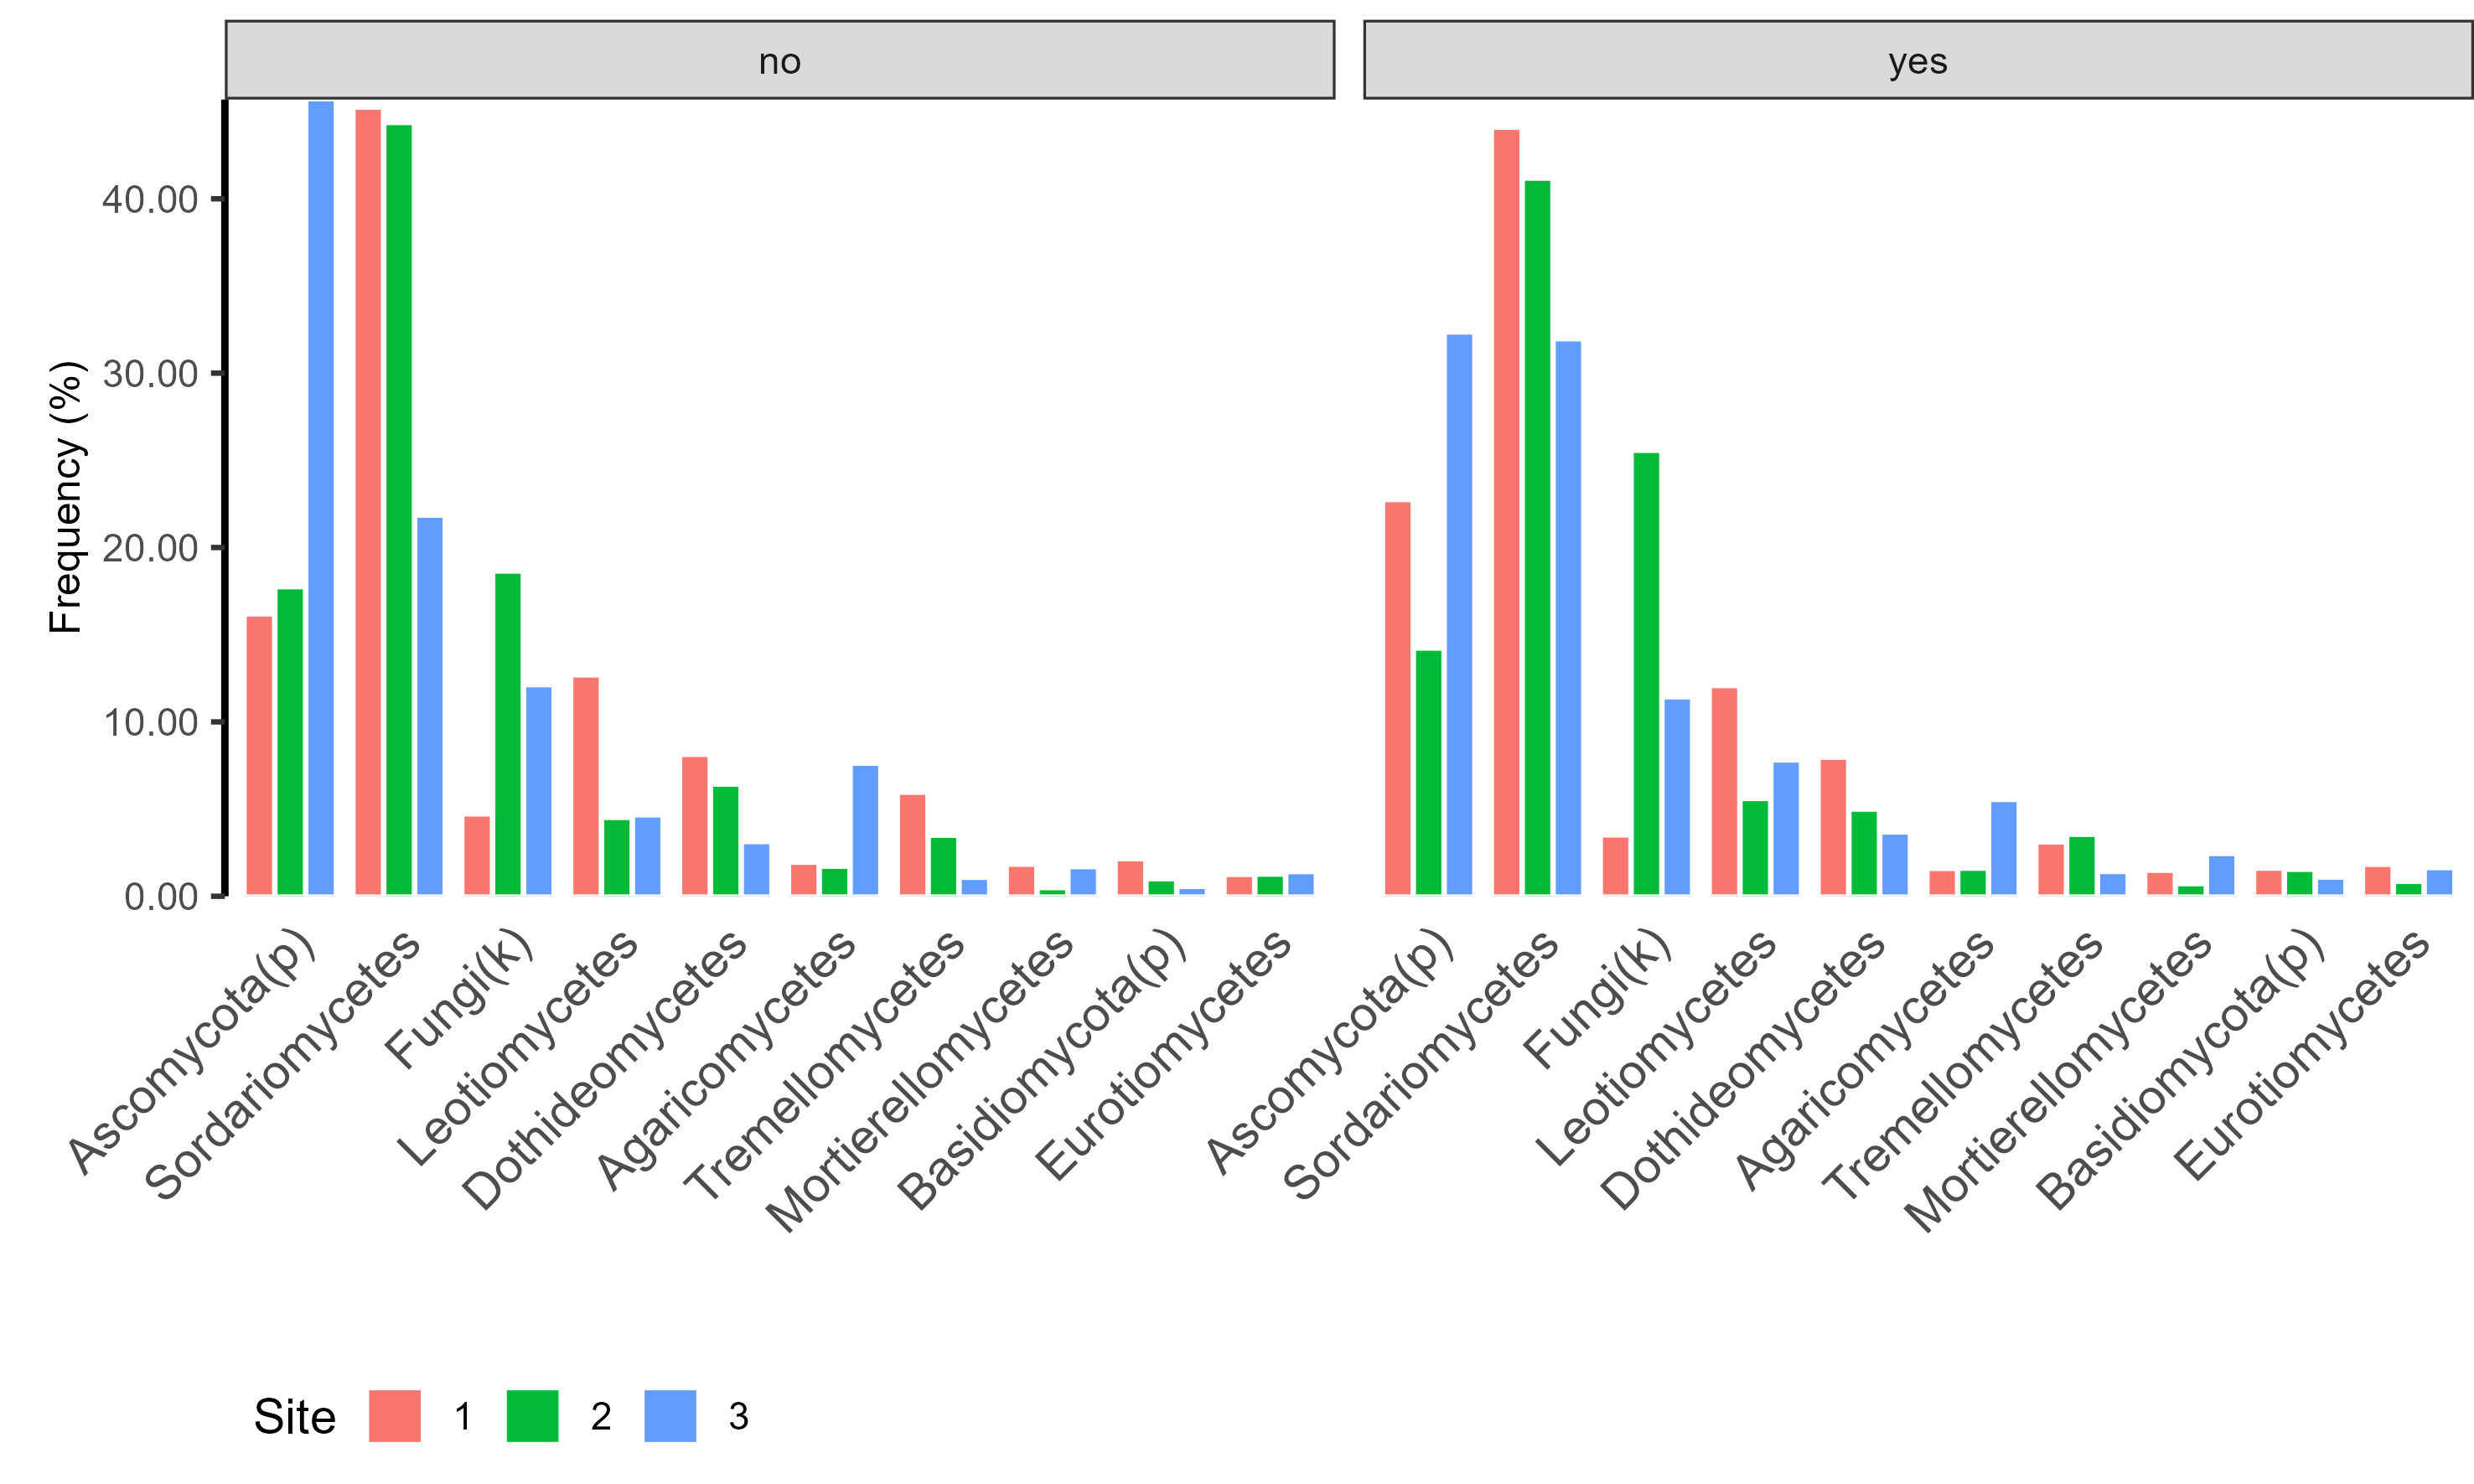 no
yes
Frequency (%)
40.00
30.00
20.00
10.00
0.00
Ascomycota(p)
Sordariomycetes
Fungi(k)
Leotiomycetes
Dothideomycetes
Agaricomycetes
Tremellomycetes
Mortierellomycetes
Basidiomycota(p)
Eurotiomycetes
Ascomycota(p)
Sordariomycetes
Fungi(k)
Leotiomycetes
Dothideomycetes
Agaricomycetes
Tremellomycetes
Mortierellomycetes
Basidiomycota(p)
Eurotiomycetes
Site 1 2 3